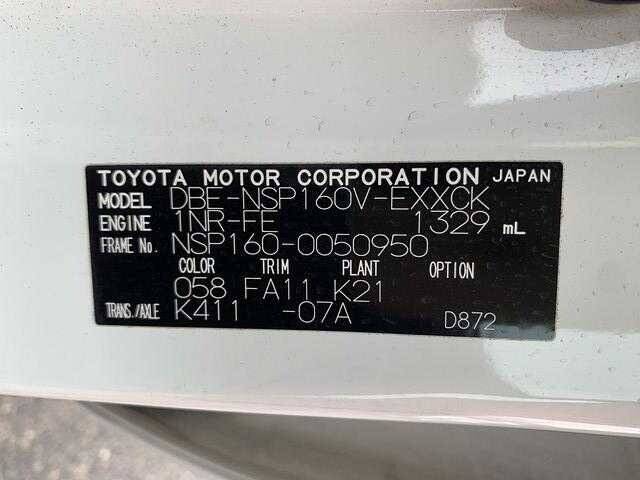 TOYOTA MOTOR CORPORATION JAPAN
MODEL DBE-NSP160V-EXXCK
ENGINE 1NR-FE 1329 mL
FRAME No. NSP160-0050950
COLOR TRIM PLANT OPTION
058 FA11 K21
TRANS./AXLE K411 -07A D872